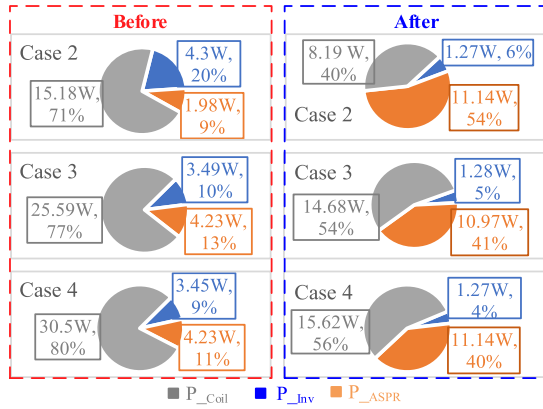 Before
Case 2
4.3W,
20%
15.18W,
71%
1.98W,
9%
Case 3
3.49W,
10%
25.59W,
77%
4.23W,
13%
Case 4
3.45W,
9%
30.5W,
80%
4.23W,
11%
After
8.19 W,
40%
1.27W, 6%
11.14W,
54%
Case 2
Case 3
1.28W,
5%
14.68W,
54%
10.97W,
41%
Case 4
1.27W,
4%
15.62W,
56%
11.14W,
40%
P_Coil P_Inv P_ASPR